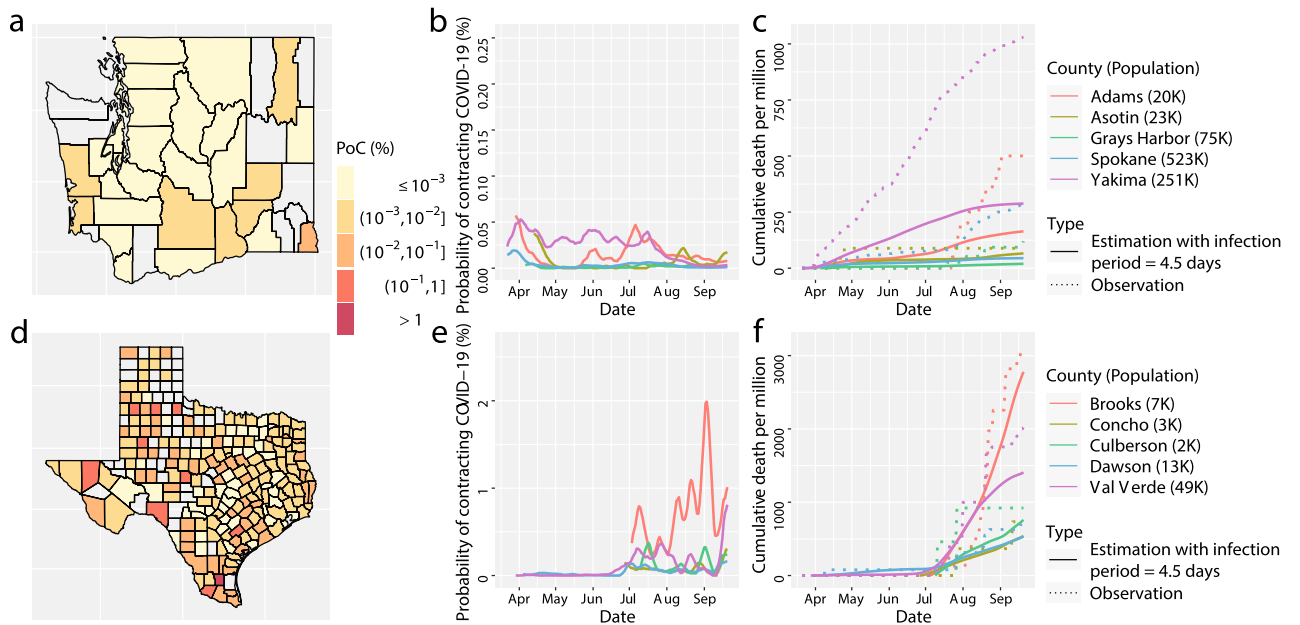 a
PoC (%)
≤ 10⁻³
(10⁻³,10⁻²]
(10⁻²,10⁻¹]
(10⁻¹,1]
> 1
b
Probability of contracting COVID-19 (%)
0.25
0.20
0.15
0.10
0.05
0.00
Apr May Jun Jul Aug Sep
Date
c
Cumulative death per million
1000
750
500
250
0
Apr May Jun Jul Aug Sep
Date
County (Population)
Adams (20K)
Asotin (23K)
Grays Harbor (75K)
Spokane (523K)
Yakima (251K)
Type
Estimation with infection
period = 4.5 days
Observation
d
e
Probability of contracting COVID−19 (%)
2
1
0
Apr May Jun Jul Aug Sep
Date
f
Cumulative death per million
3000
2000
1000
0
Apr May Jun Jul Aug Sep
Date
County (Population)
Brooks (7K)
Concho (3K)
Culberson (2K)
Dawson (13K)
Val Verde (49K)
Type
Estimation with infection
period = 4.5 days
Observation